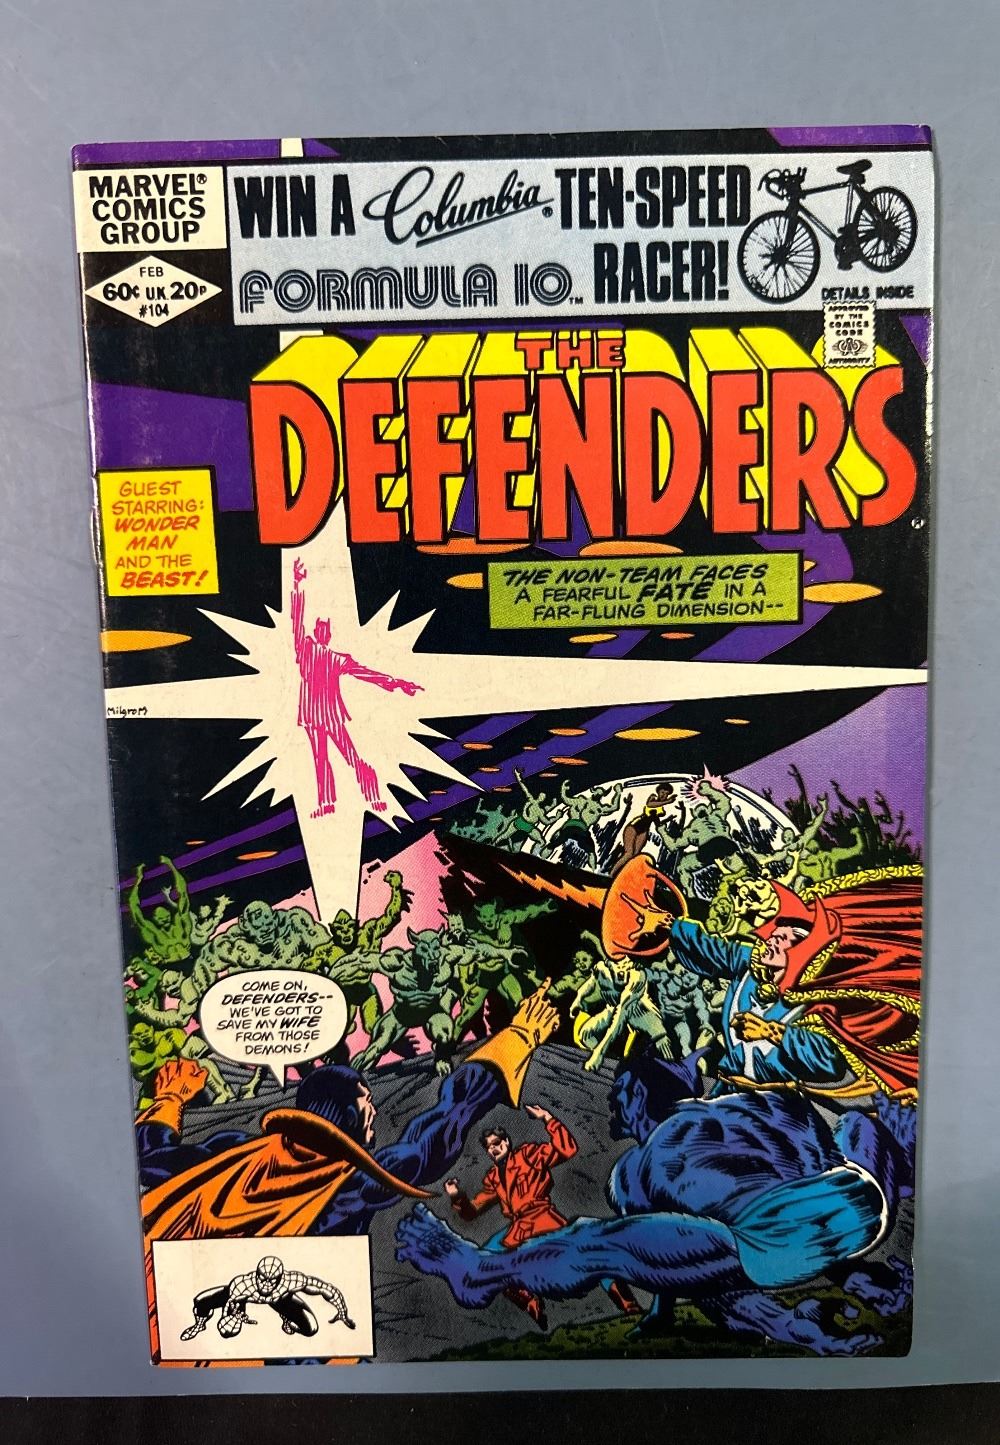 MARVEL®
COMICS
GROUP
FEB
60¢ U.K. 20p
#104
WIN A Columbia® TEN-SPEED
FORMULA 10™ RACER!
DETAILS INSIDE
APPROVED
BY THE
COMICS
CODE
AUTHORITY
THE
DEFENDERS®
GUEST
STARRING:
WONDER
MAN
AND THE
BEAST!
THE NON-TEAM FACES
A FEARFUL FATE IN A
FAR-FLUNG DIMENSION--
Milgrom
COME ON,
DEFENDERS--
WE'VE GOT TO
SAVE MY WIFE
FROM THOSE
DEMONS!